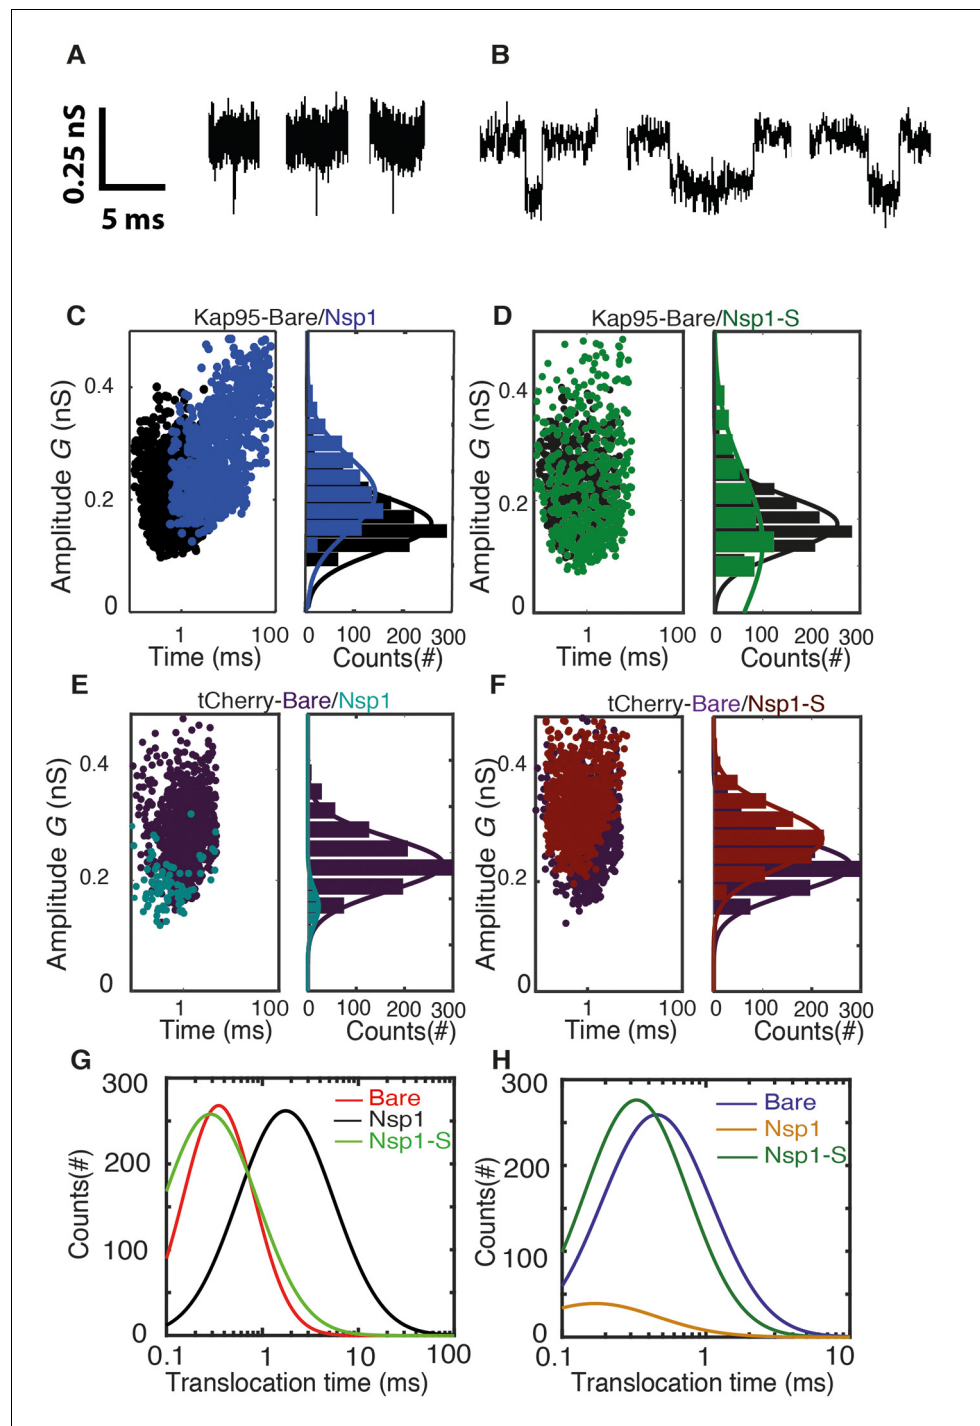 A
B
0.25 nS
5 ms
C
Kap95-Bare/Nsp1
Amplitude G (nS)
0.4
0.2
0
1
100
Time (ms)
0
100
200
300
Counts(#)
D
Kap95-Bare/Nsp1-S
Amplitude G (nS)
0.4
0.2
0
1
100
Time (ms)
0
100
200
300
Counts(#)
E
tCherry-Bare/Nsp1
Amplitude G (nS)
0.4
0.2
0
1
100
Time (ms)
0
100
200
300
Counts(#)
F
tCherry-Bare/Nsp1-S
Amplitude G (nS)
0.4
0.2
0
1
100
Time (ms)
0
100
200
300
Counts(#)
G
Counts(#)
300
200
100
0
Bare
Nsp1
Nsp1-S
0.1
1
10
100
Translocation time (ms)
H
Counts(#)
300
200
100
0
Bare
Nsp1
Nsp1-S
0.1
1
10
Translocation time (ms)